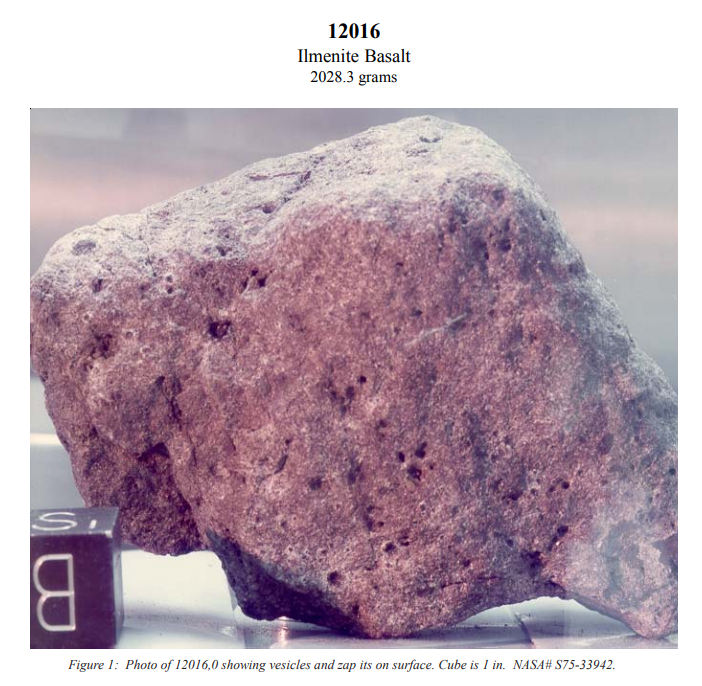 12016
Ilmenite Basalt
2028.3 grams
B
Figure 1: Photo of 12016,0 showing vesicles and zap its on surface. Cube is 1 in. NASA# S75-33942.